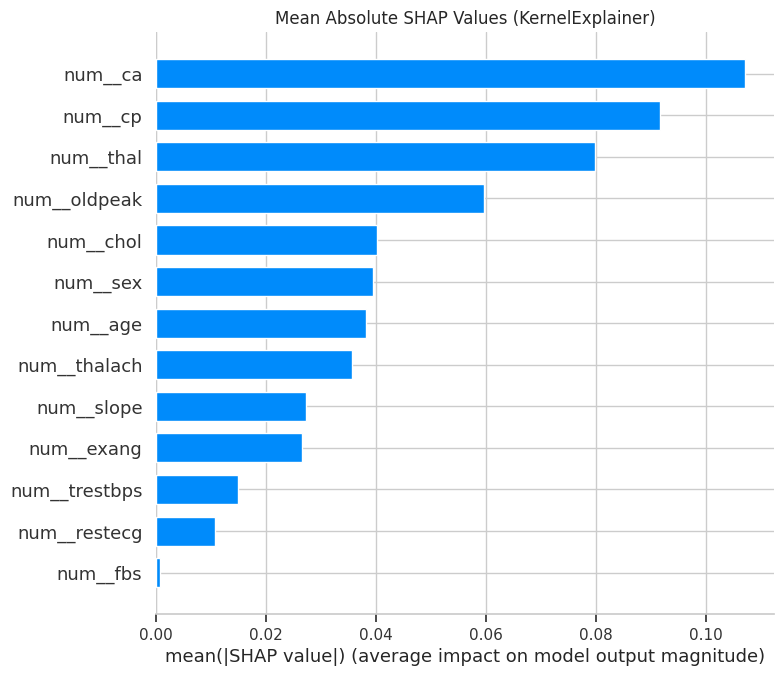 Mean Absolute SHAP Values (KernelExplainer)
num__ca
num__cp
num__thal
num__oldpeak
num__chol
num__sex
num__age
num__thalach
num__slope
num__exang
num__trestbps
num__restecg
num__fbs
0.00 0.02 0.04 0.06 0.08 0.10
mean(|SHAP value|) (average impact on model output magnitude)